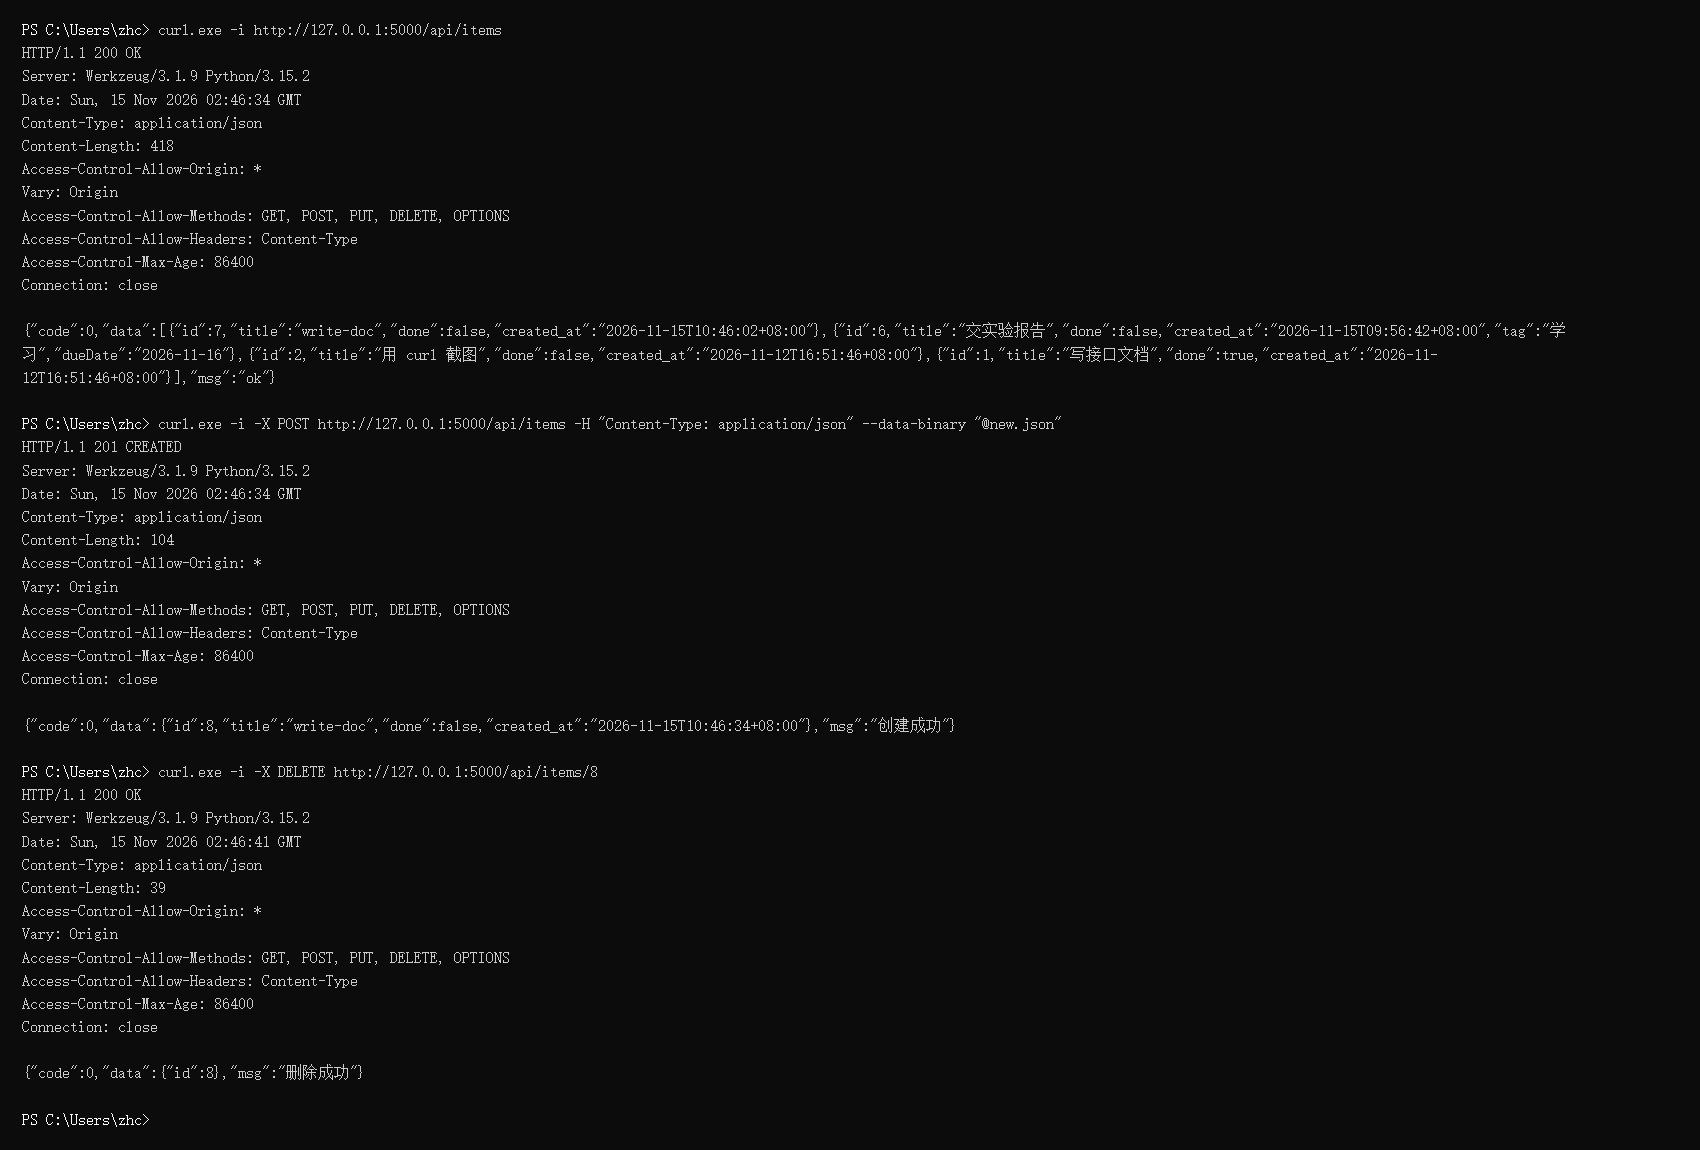 PS C:\Users\zhc> curl.exe -i http://127.0.0.1:5000/api/items
HTTP/1.1 200 OK
Server: Werkzeug/3.1.9 Python/3.15.2
Date: Sun, 15 Nov 2026 02:46:34 GMT
Content-Type: application/json
Content-Length: 418
Access-Control-Allow-Origin: *
Vary: Origin
Access-Control-Allow-Methods: GET, POST, PUT, DELETE, OPTIONS
Access-Control-Allow-Headers: Content-Type
Access-Control-Max-Age: 86400
Connection: close
{"code":0,"data":[{"id":7,"title":"write-doc","done":false,"created_at":"2026-11-15T10:46:02+08:00"},{"id":6,"title":"交实验报告","done":false,"created_at":"2026-11-15T09:56:42+08:00","tag":"学
习","dueDate":"2026-11-16"},{"id":2,"title":"用 curl 截图","done":false,"created_at":"2026-11-12T16:51:46+08:00"},{"id":1,"title":"写接口文档","done":true,"created_at":"2026-11-
12T16:51:46+08:00"}],"msg":"ok"}
PS C:\Users\zhc> curl.exe -i -X POST http://127.0.0.1:5000/api/items -H "Content-Type: application/json" --data-binary "@new.json"
HTTP/1.1 201 CREATED
Server: Werkzeug/3.1.9 Python/3.15.2
Date: Sun, 15 Nov 2026 02:46:34 GMT
Content-Type: application/json
Content-Length: 104
Access-Control-Allow-Origin: *
Vary: Origin
Access-Control-Allow-Methods: GET, POST, PUT, DELETE, OPTIONS
Access-Control-Allow-Headers: Content-Type
Access-Control-Max-Age: 86400
Connection: close
{"code":0,"data":{"id":8,"title":"write-doc","done":false,"created_at":"2026-11-15T10:46:34+08:00"},"msg":"创建成功"}
PS C:\Users\zhc> curl.exe -i -X DELETE http://127.0.0.1:5000/api/items/8
HTTP/1.1 200 OK
Server: Werkzeug/3.1.9 Python/3.15.2
Date: Sun, 15 Nov 2026 02:46:41 GMT
Content-Type: application/json
Content-Length: 39
Access-Control-Allow-Origin: *
Vary: Origin
Access-Control-Allow-Methods: GET, POST, PUT, DELETE, OPTIONS
Access-Control-Allow-Headers: Content-Type
Access-Control-Max-Age: 86400
Connection: close
{"code":0,"data":{"id":8},"msg":"删除成功"}
PS C:\Users\zhc>